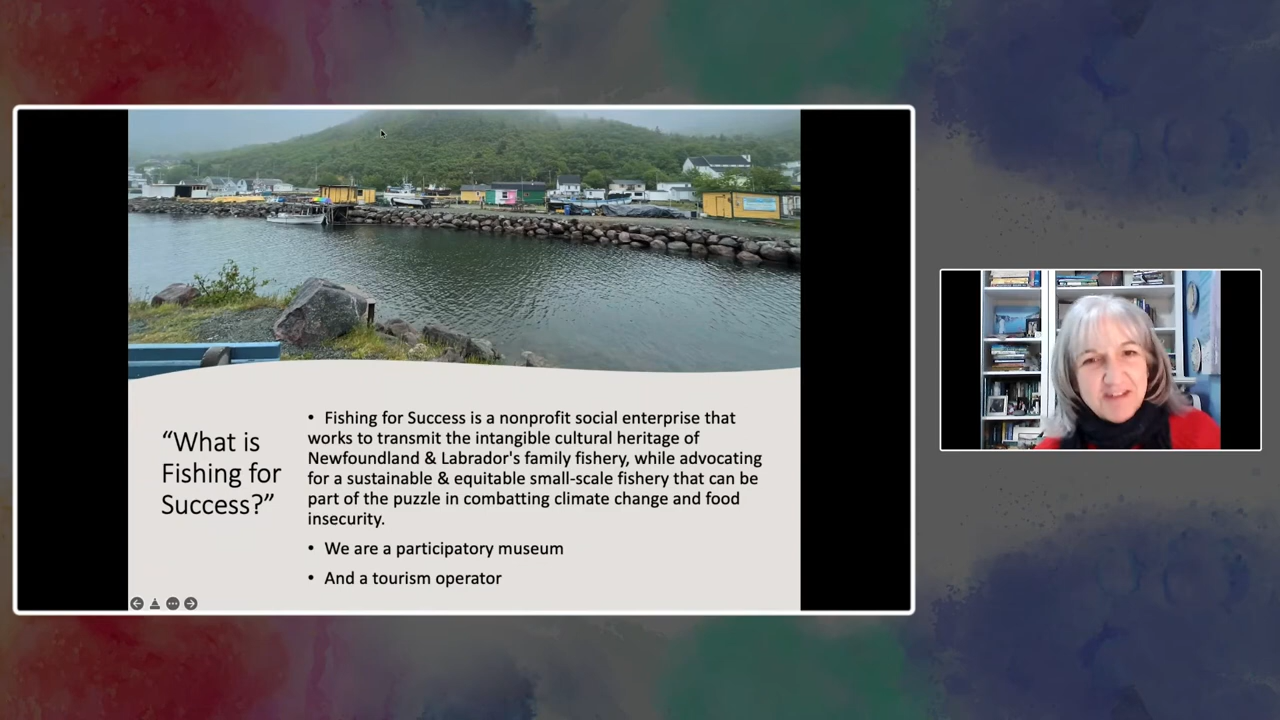 “What is
Fishing for
Success?”
• Fishing for Success is a nonprofit social enterprise that
works to transmit the intangible cultural heritage of
Newfoundland & Labrador's family fishery, while advocating
for a sustainable & equitable small-scale fishery that can be
part of the puzzle in combatting climate change and food
insecurity.
• We are a participatory museum
• And a tourism operator